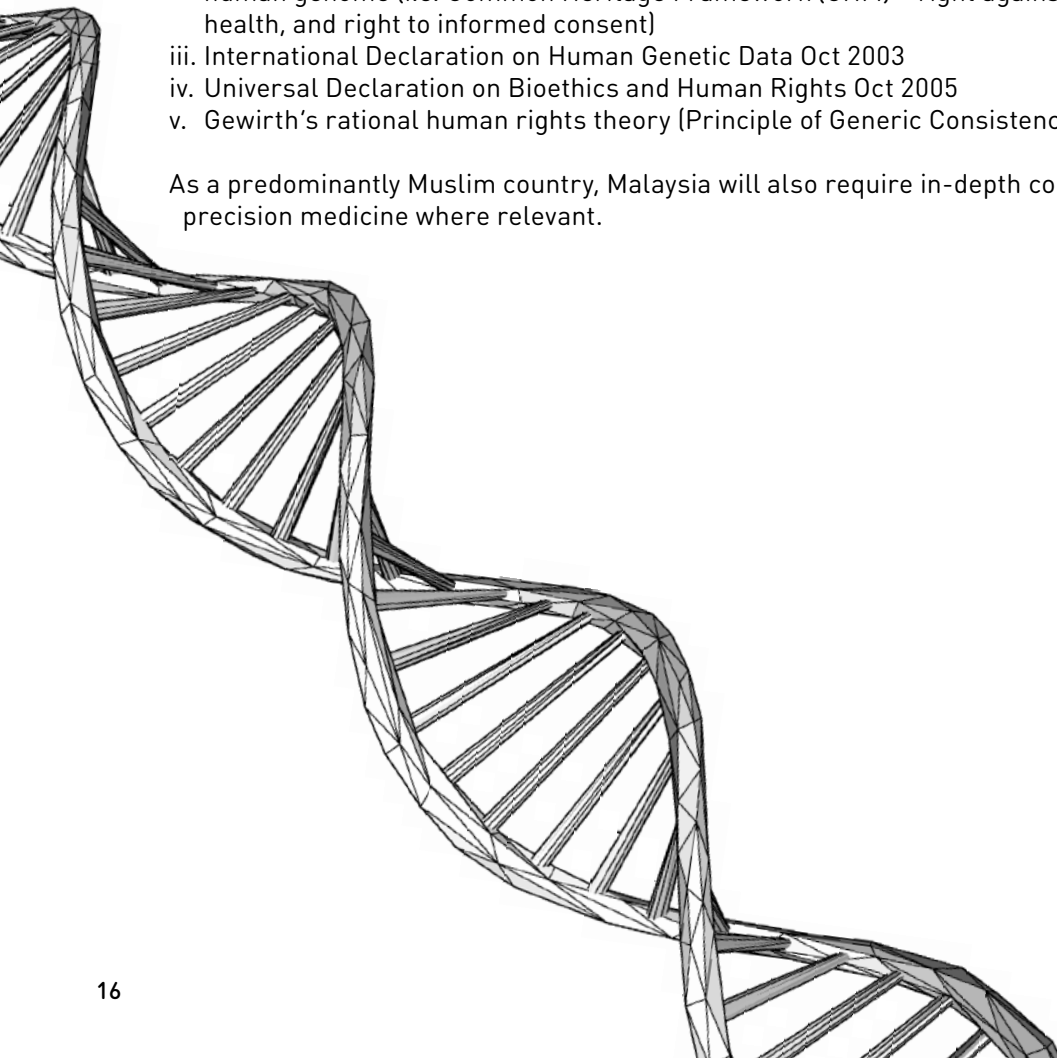 health, and right to informed consent)
iii. International Declaration on Human Genetic Data Oct 2003
iv. Universal Declaration on Bioethics and Human Rights Oct 2005
v. Gewirth's rational human rights theory (Principle of Generic Consistenc
As a predominantly Muslim country, Malaysia will also require in-depth co
precision medicine where relevant.
16